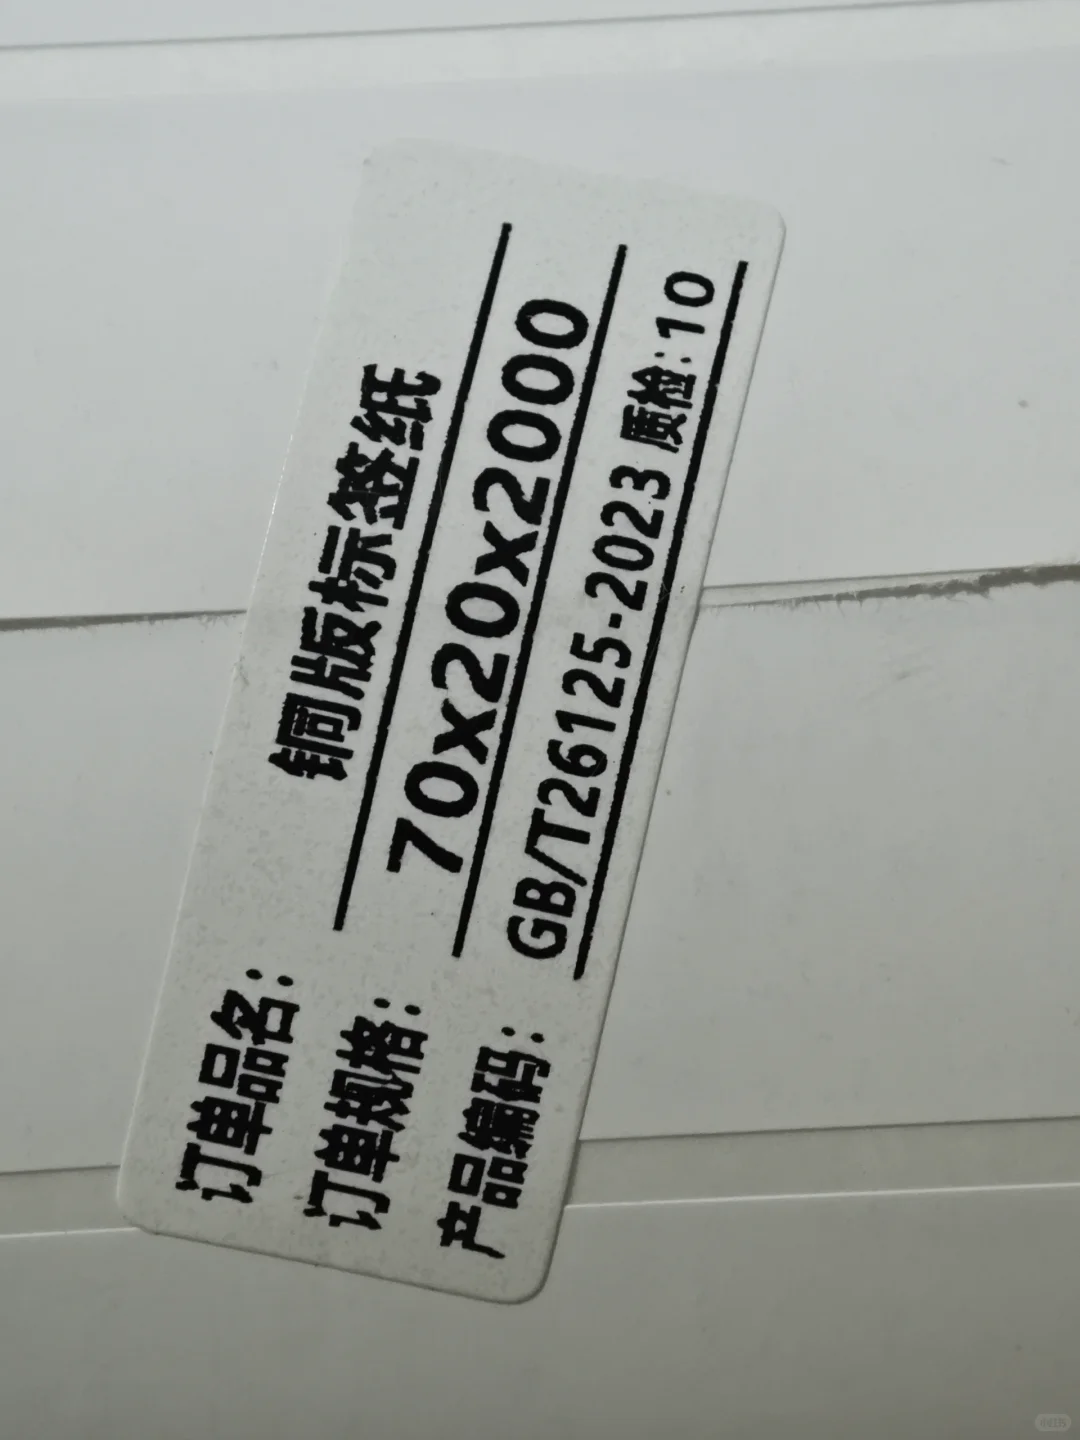 订单品名: 铜版标签纸
订单规格: 70x20x2000
产品编码: GB/T26125-2023 质检:10